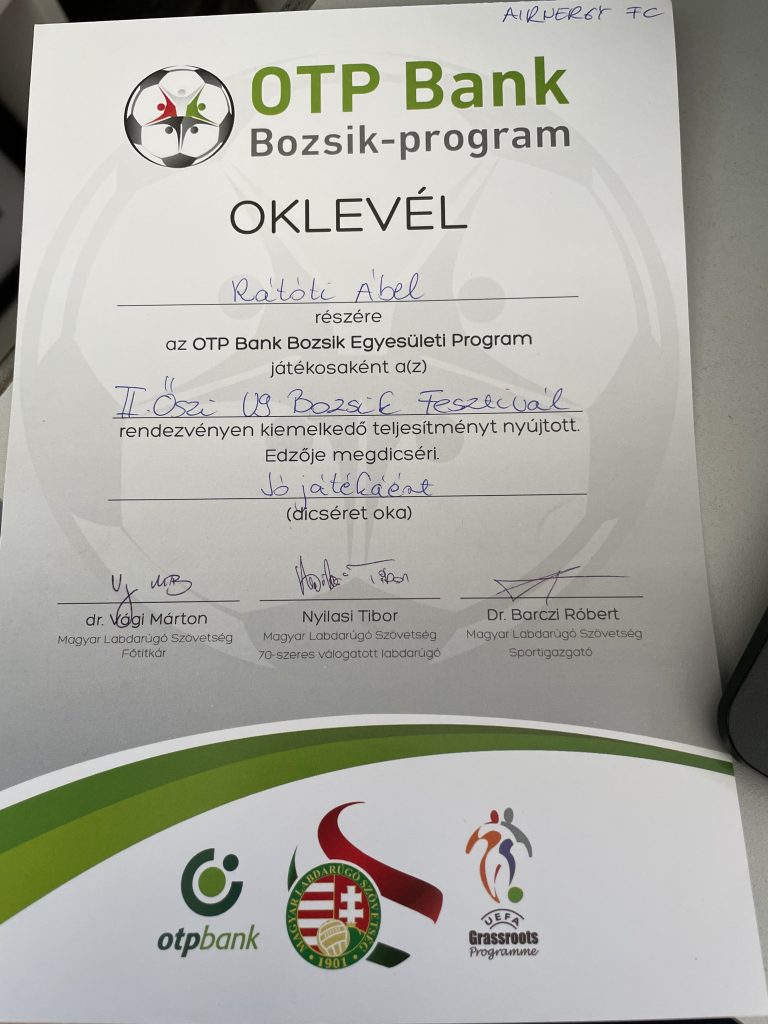 AIRNERGY FC
OTP Bank
Bozsik-program
OKLEVÉL
Rátóti Ábel
részére
az OTP Bank Bozsik Egyesületi Program
játékosaként a(z)
II. Őszi U9 Bozsik Fesztivál
rendezvényen kiemelkedő teljesítményt nyújtott.
Edzője megdicséri.
Jó játékáért
(dicséret oka)
dr. Vági Márton
Magyar Labdarúgó Szövetség
Főtitkár
Nyilasi Tibor
Magyar Labdarúgó Szövetség
70-szeres válogatott labdarúgó
Dr. Barczi Róbert
Magyar Labdarúgó Szövetség
Sportigazgató
otpbank
MAGYAR LABDARÚGÓ SZÖVETSÉG
1901
UEFA
Grassroots
Programme